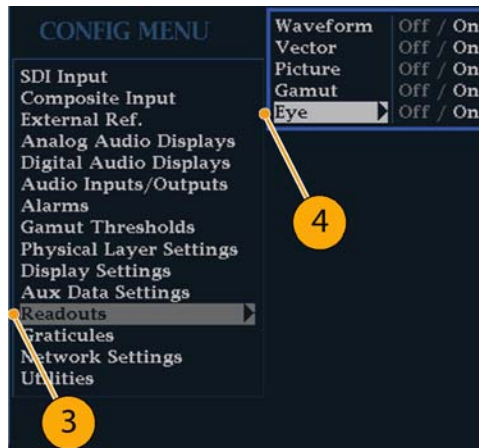 CONFIG MENU
SDI Input
Composite Input
External Ref.
Analog Audio Displays
Digital Audio Displays
Audio Inputs/Outputs
Alarms
Gamut Thresholds
Physical Layer Settings
Display Settings
Aux Data Settings
Readouts
Graticules
Network Settings
Utilities
3
Waveform Off / On
Vector Off / On
Picture Off / On
Gamut Off / On
Eye Off / On
4